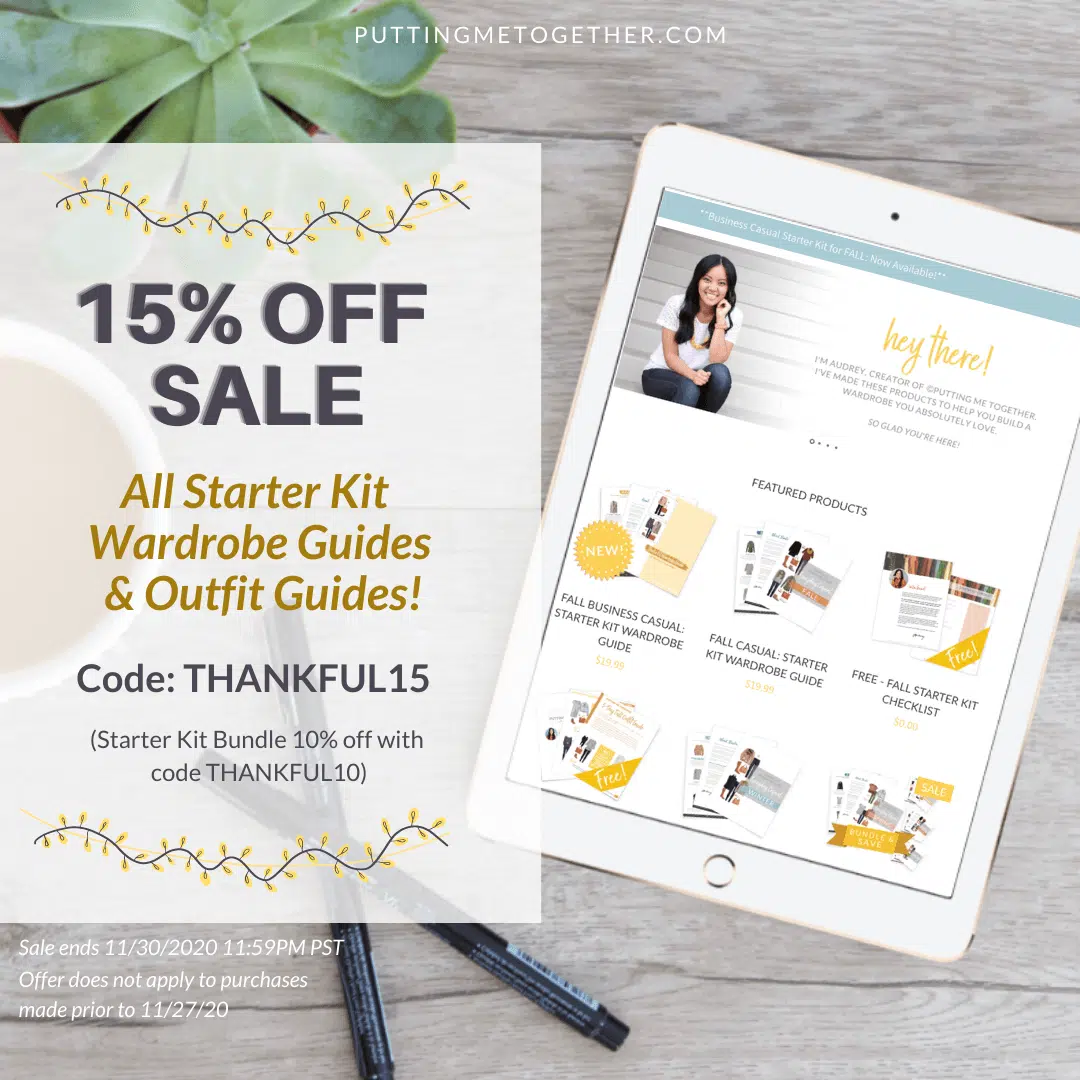 PUTTINGMETOGETHER.COM
15% OFF
SALE
All Starter Kit
Wardrobe Guides
& Outfit Guides!
Code: THANKFUL15
(Starter Kit Bundle 10% off with
code THANKFUL10)
Sale ends 11/30/2020 11:59PM PST
Offer does not apply to purchases
made prior to 11/27/20
**Business Casual Starter Kit for FALL: Now Available!**
hey there!
I'M AUDREY, CREATOR OF ©PUTTING ME TOGETHER.
I'VE MADE THESE PRODUCTS TO HELP YOU BUILD A
WARDROBE YOU ABSOLUTELY LOVE.
SO GLAD YOU'RE HERE!
FEATURED PRODUCTS
NEW!
FALL
Free!
FALL BUSINESS CASUAL:
STARTER KIT WARDROBE
GUIDE
$19.99
FALL CASUAL: STARTER
KIT WARDROBE GUIDE
$19.99
FREE - FALL STARTER KIT
CHECKLIST
$0.00
Free!
WINTER
SALE
BUNDLE &
SAVE